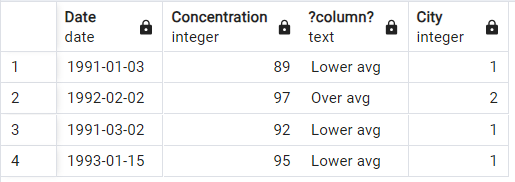 Date Concentration ?column? City
date integer text integer
1 1991-01-03 89 Lower avg 1
2 1992-02-02 97 Over avg 2
3 1991-03-02 92 Lower avg 1
4 1993-01-15 95 Lower avg 1